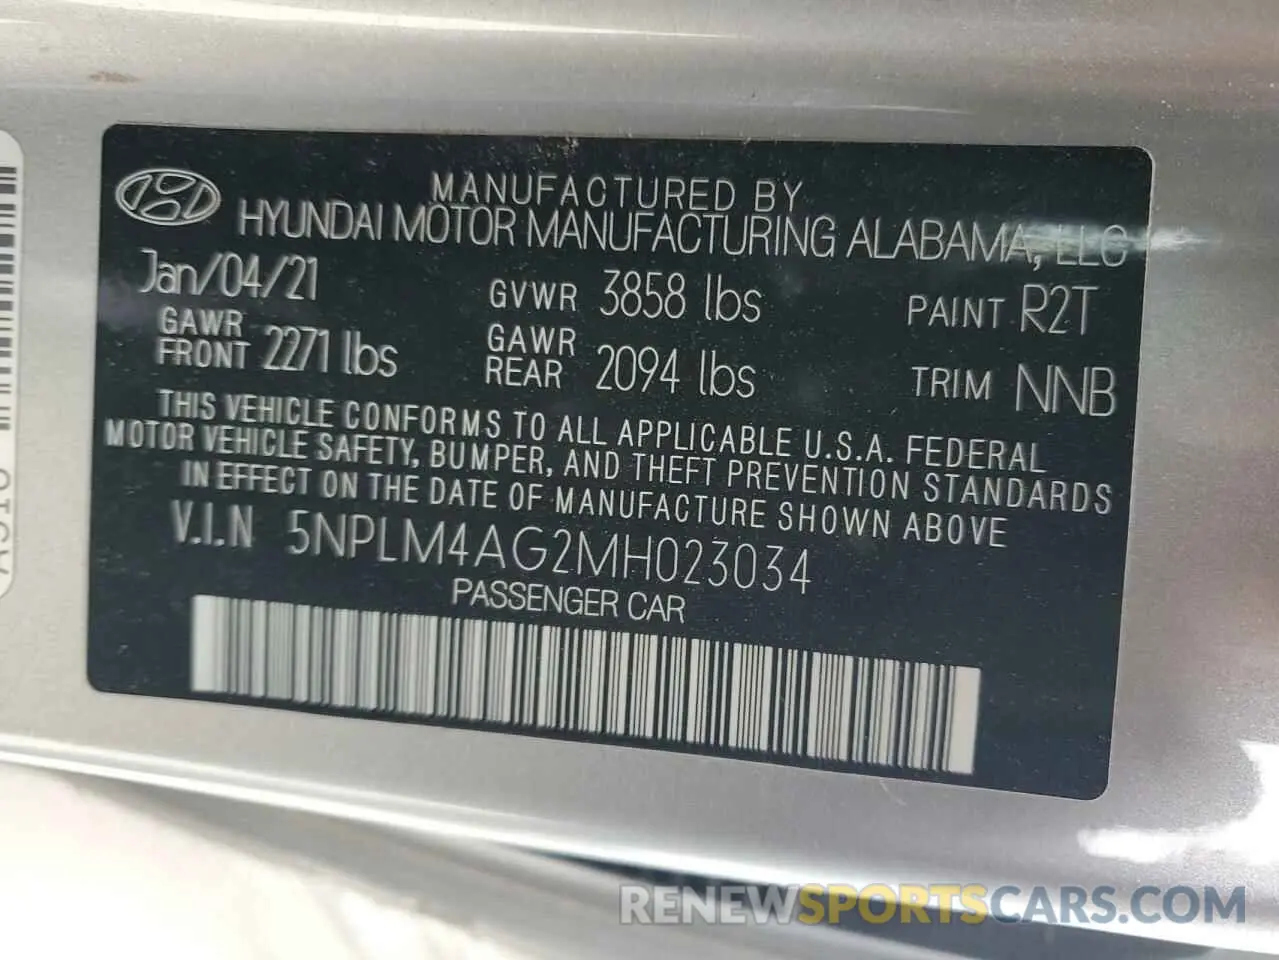 MANUFACTURED BY
HYUNDAI MOTOR MANUFACTURING ALABAMA, LLC
Jan/04/21 GVWR 3858 lbs PAINT R2T
GAWR FRONT 2271 lbs GAWR REAR 2094 lbs TRIM NNB
THIS VEHICLE CONFORMS TO ALL APPLICABLE U.S.A. FEDERAL
MOTOR VEHICLE SAFETY, BUMPER, AND THEFT PREVENTION STANDARDS
IN EFFECT ON THE DATE OF MANUFACTURE SHOWN ABOVE
V.I.N 5NPLM4AG2MH023034
PASSENGER CAR
RENEWSPORTSCARS.COM